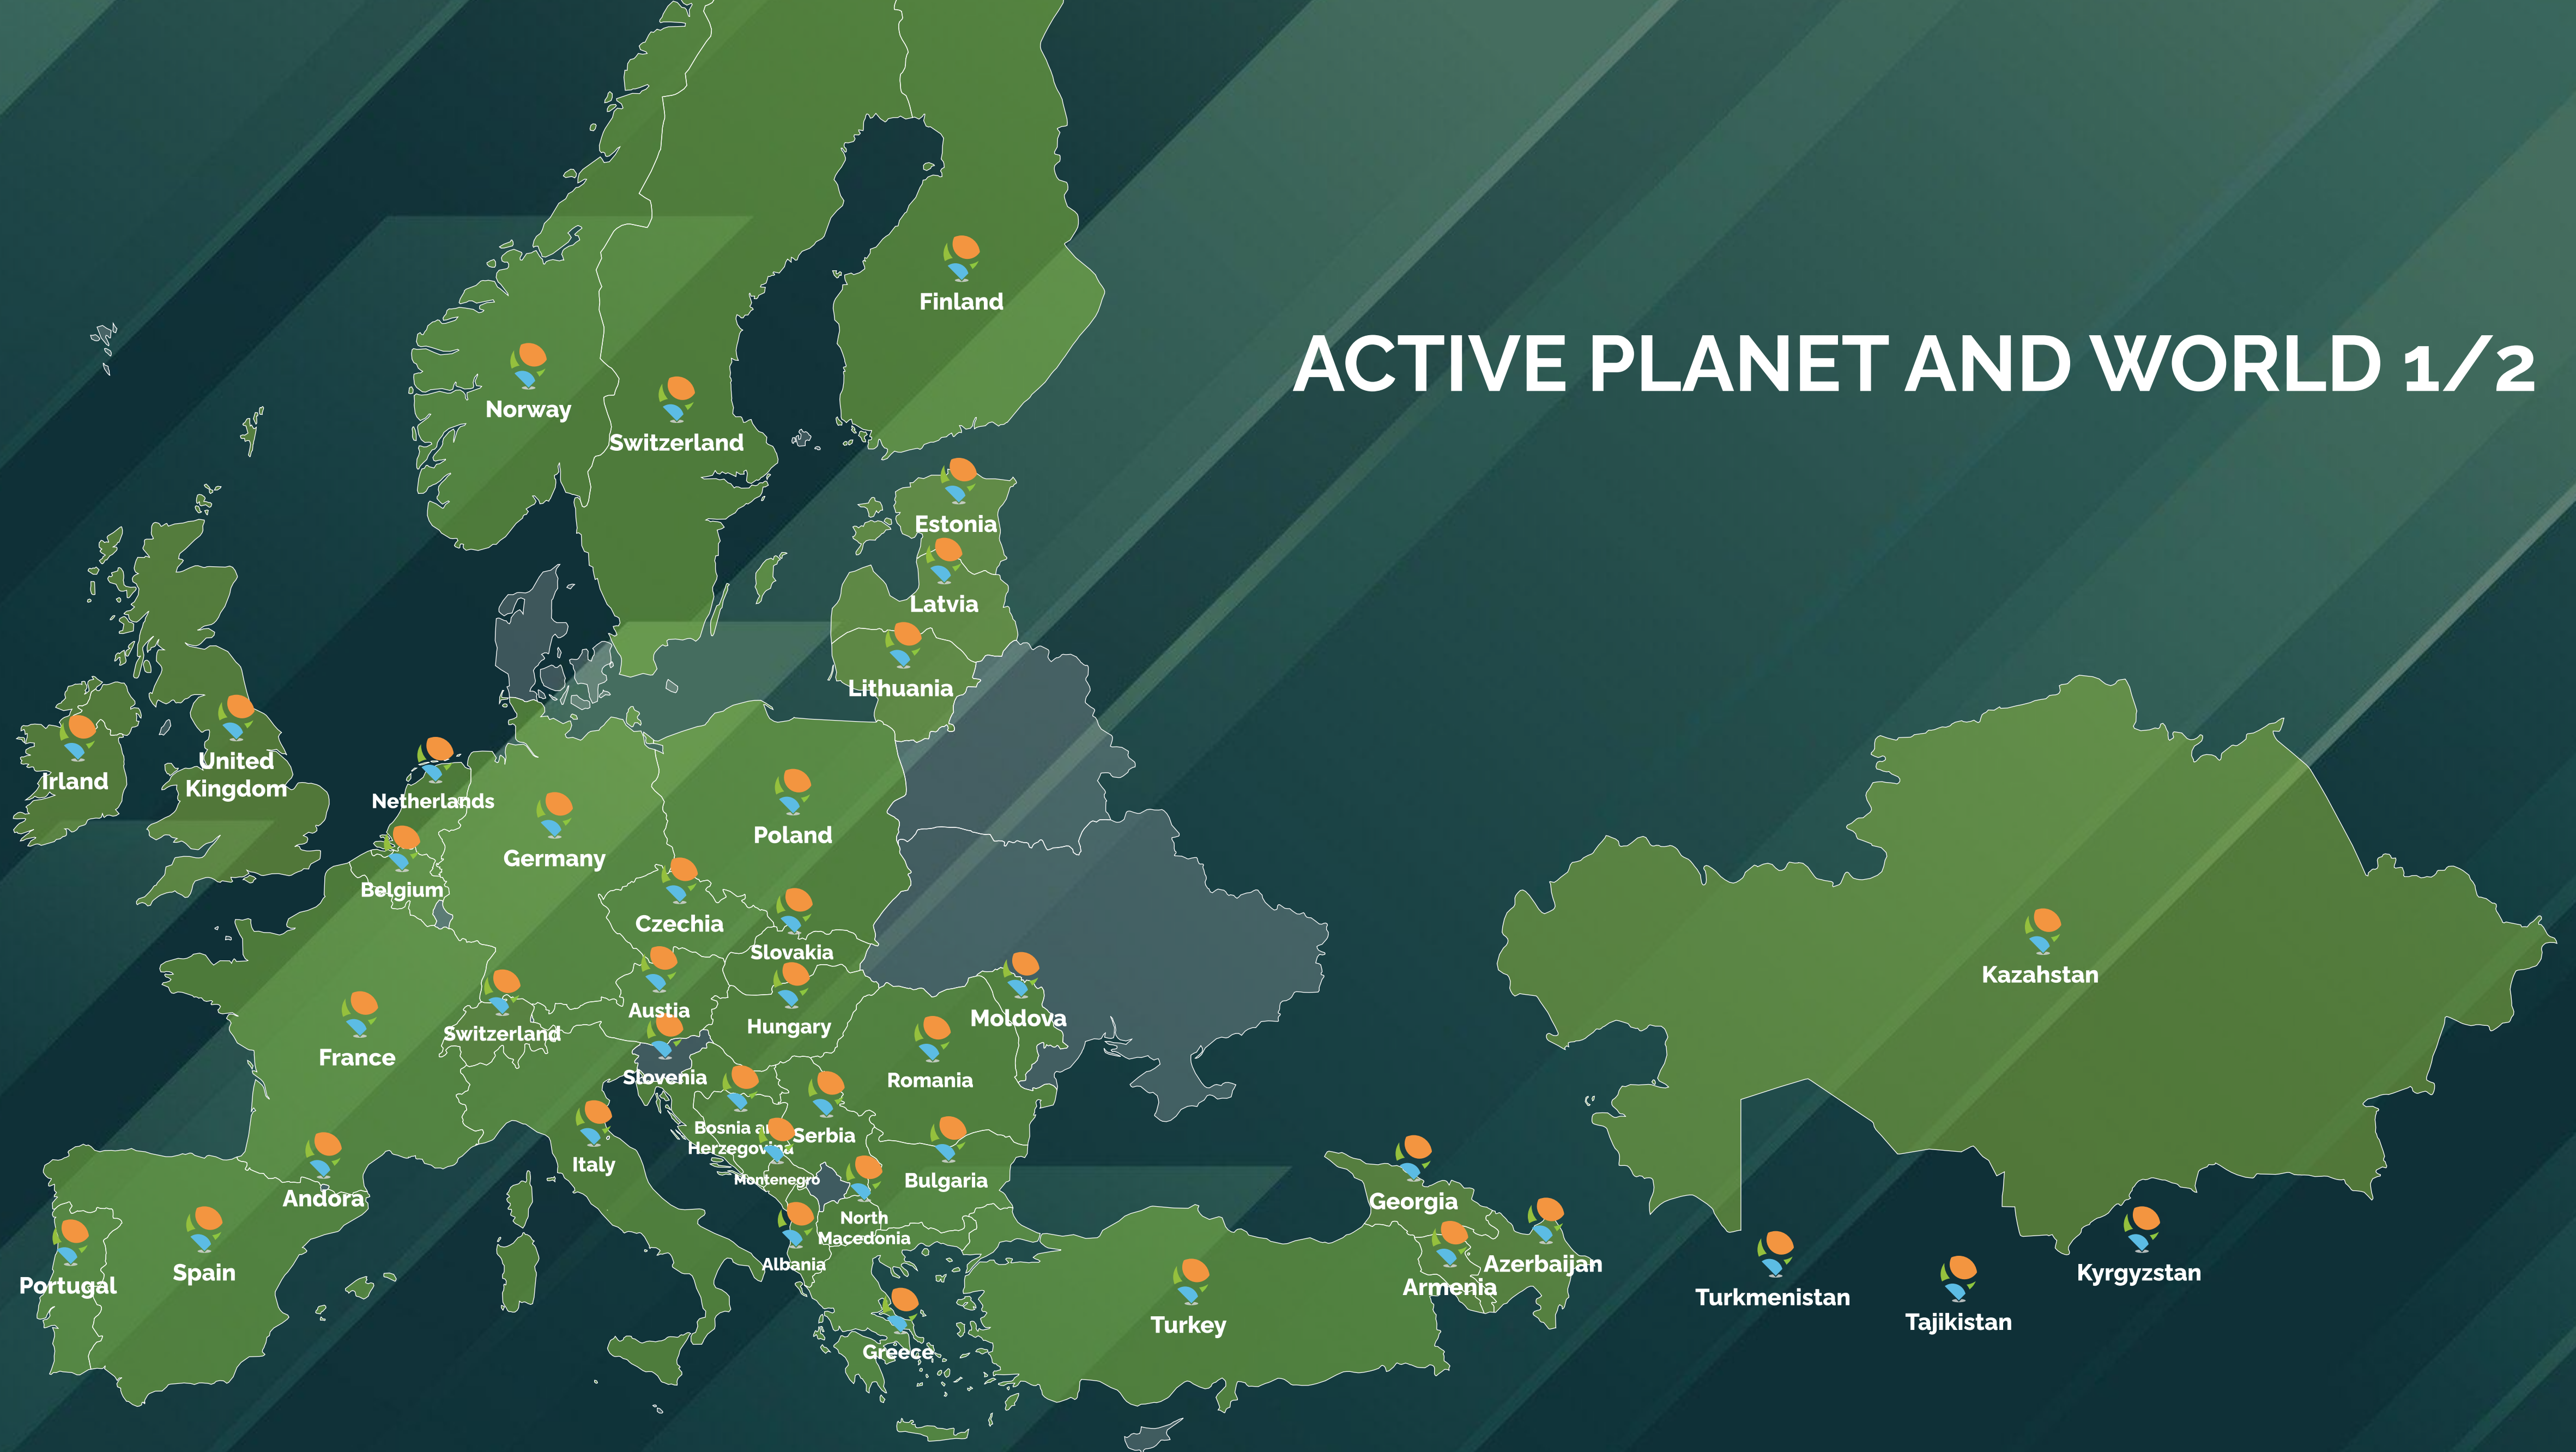 ACTIVE PLANET AND WORLD 1/2
Finland
Norway
Switzerland
Estonia
Latvia
Lithuania
Irland
United
Kingdom
Netherlands
Germany
Poland
Belgium
Czechia
Slovakia
Austia
Hungary
Moldova
Switzerland
France
Slovenia
Romania
Kazahstan
Bosnia an
Herzegovina
Serbia
Italy
Montenegro
Bulgaria
Andora
North
Macedonia
Albania
Portugal
Spain
Greece
Turkey
Georgia
Armenia
Azerbaijan
Turkmenistan
Tajikistan
Kyrgyzstan